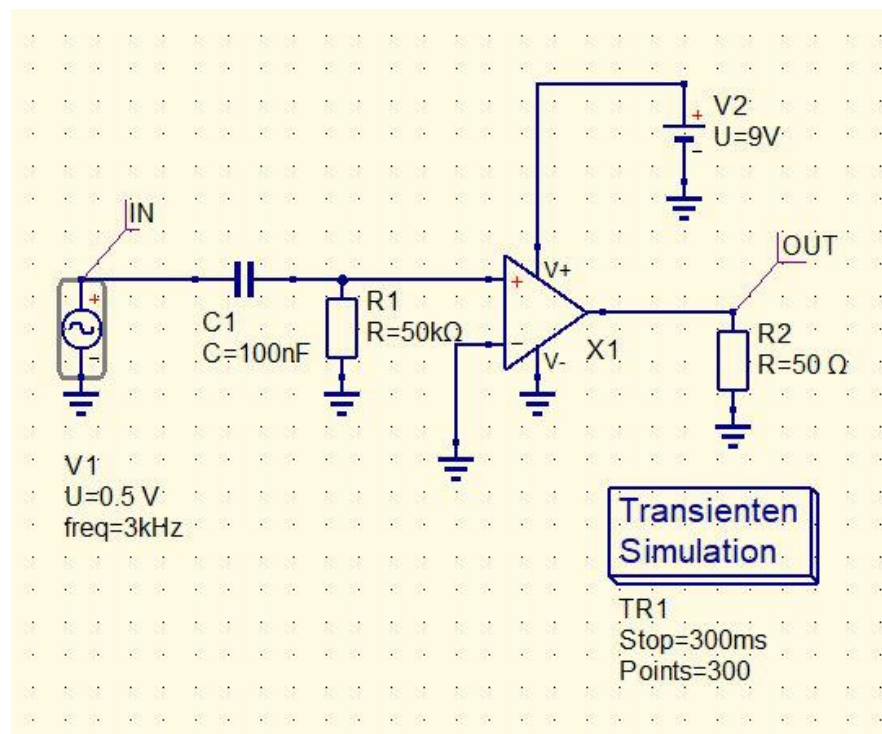 V2
U=9V
IN
V+
OUT
+
C1
C=100nF
R1
R=50kΩ
−
V-
X1
R2
R=50 Ω
V1
U=0.5 V
freq=3kHz
Transienten
Simulation
TR1
Stop=300ms
Points=300